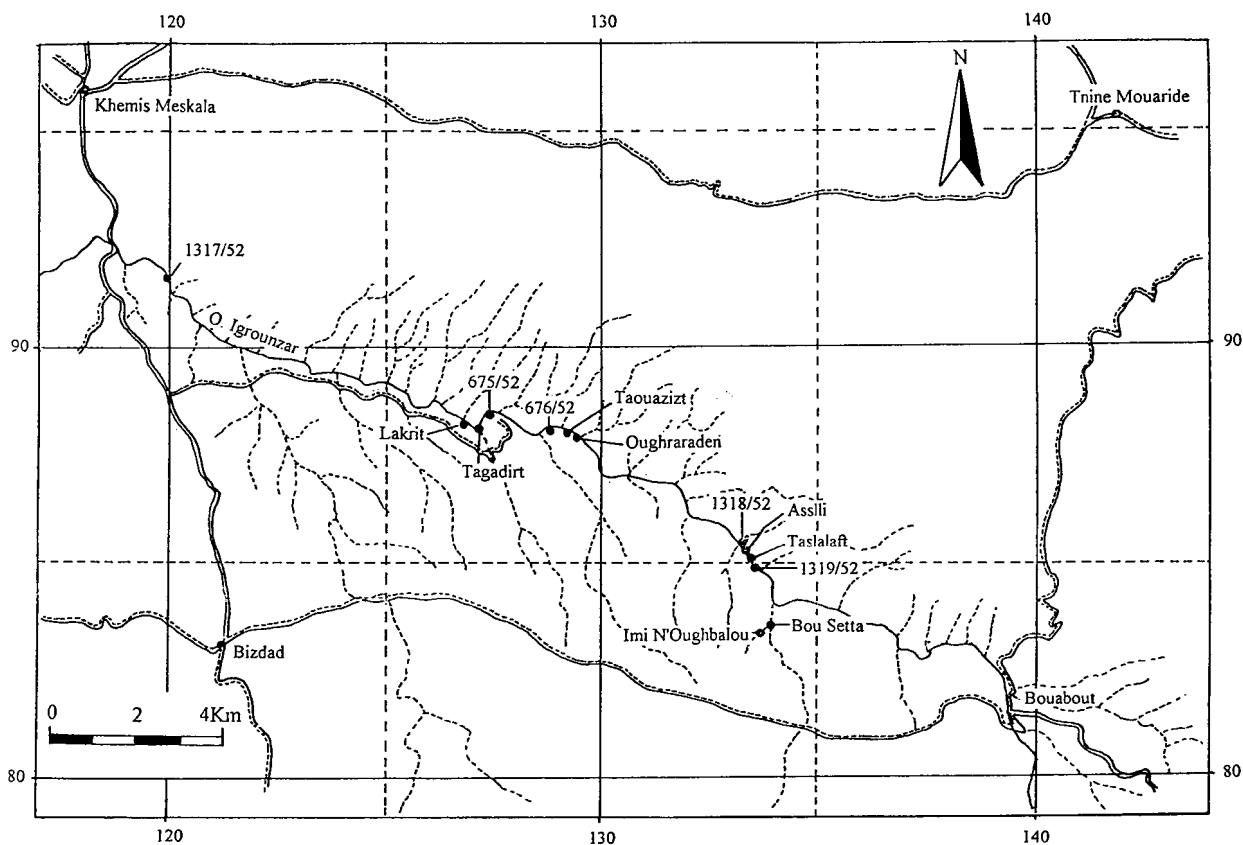 120
130
140
N
Khemis Meskala
Tnine Mouaride
1317/52
O. Igrounzar
90
90
675/52
676/52
Taouazizt
Lakrit
Oughraraden
Tagadirt
1318/52
Asslli
Taslalaft
1319/52
Imi N'Oughbalou
Bou Setta
Bizdad
Bouabout
0 2 4Km
80
80
120
130
140